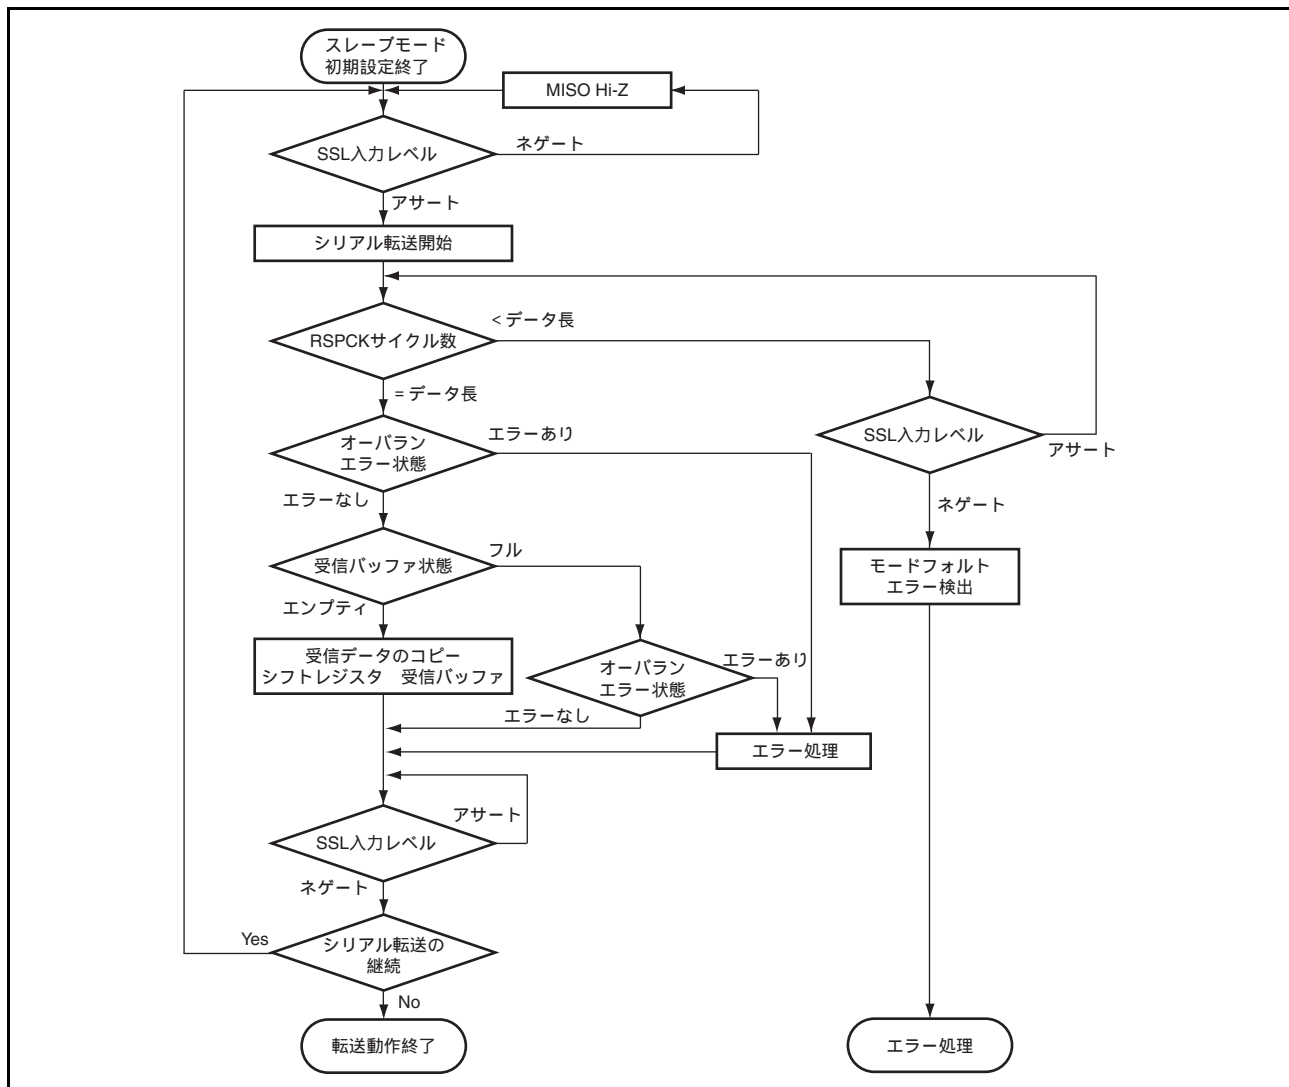 スレーブモード
初期設定終了
MISO Hi-Z
SSL入力レベル
ネゲート
アサート
シリアル転送開始
RSPCKサイクル数
< データ長
= データ長
SSL入力レベル
アサート
オーバラン
エラー状態
エラーあり
エラーなし
ネゲート
受信バッファ状態
フル
モードフォルト
エラー検出
エンプティ
受信データのコピー
シフトレジスタ 受信バッファ
オーバラン
エラー状態
エラーあり
エラーなし
エラー処理
アサート
SSL入力レベル
ネゲート
Yes
シリアル転送の
継続
No
転送動作終了
エラー処理